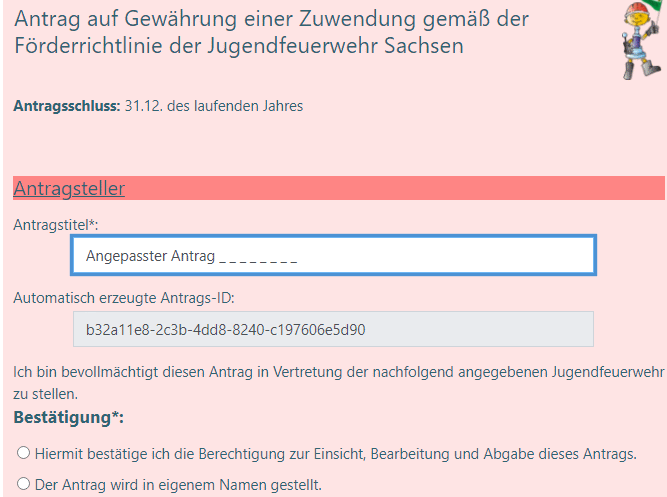 Antrag auf Gewährung einer Zuwendung gemäß der
Förderrichtlinie der Jugendfeuerwehr Sachsen
Antragsschluss: 31.12. des laufenden Jahres
Antragsteller
Antragstitel*:
Angepasster Antrag _ _ _ _ _ _ _ _
Automatisch erzeugte Antrags-ID:
b32a11e8-2c3b-4dd8-8240-c197606e5d90
Ich bin bevollmächtigt diesen Antrag in Vertretung der nachfolgend angegebenen Jugendfeuerwehr
zu stellen.
Bestätigung*:
Hiermit bestätige ich die Berechtigung zur Einsicht, Bearbeitung und Abgabe dieses Antrags.
Der Antrag wird in eigenem Namen gestellt.